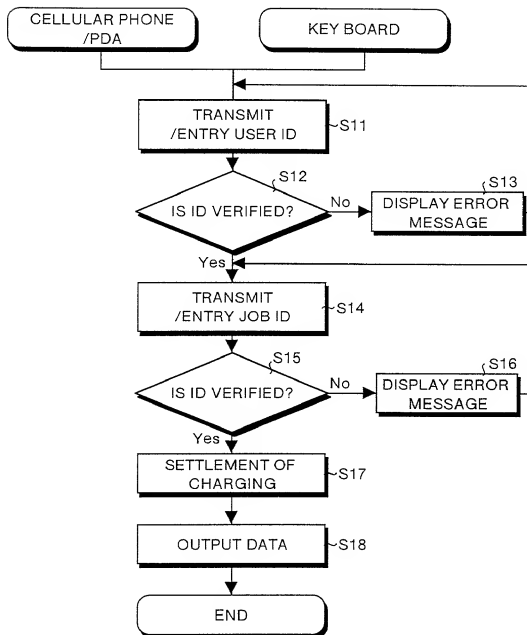 CELLULAR PHONE
/PDA
KEY BOARD
TRANSMIT
/ENTRY USER ID
S11
S12
IS ID VERIFIED?
No
S13
DISPLAY ERROR
MESSAGE
Yes
TRANSMIT
/ENTRY JOB ID
S14
S15
IS ID VERIFIED?
No
S16
DISPLAY ERROR
MESSAGE
Yes
SETTLEMENT OF
CHARGING
S17
OUTPUT DATA
S18
END